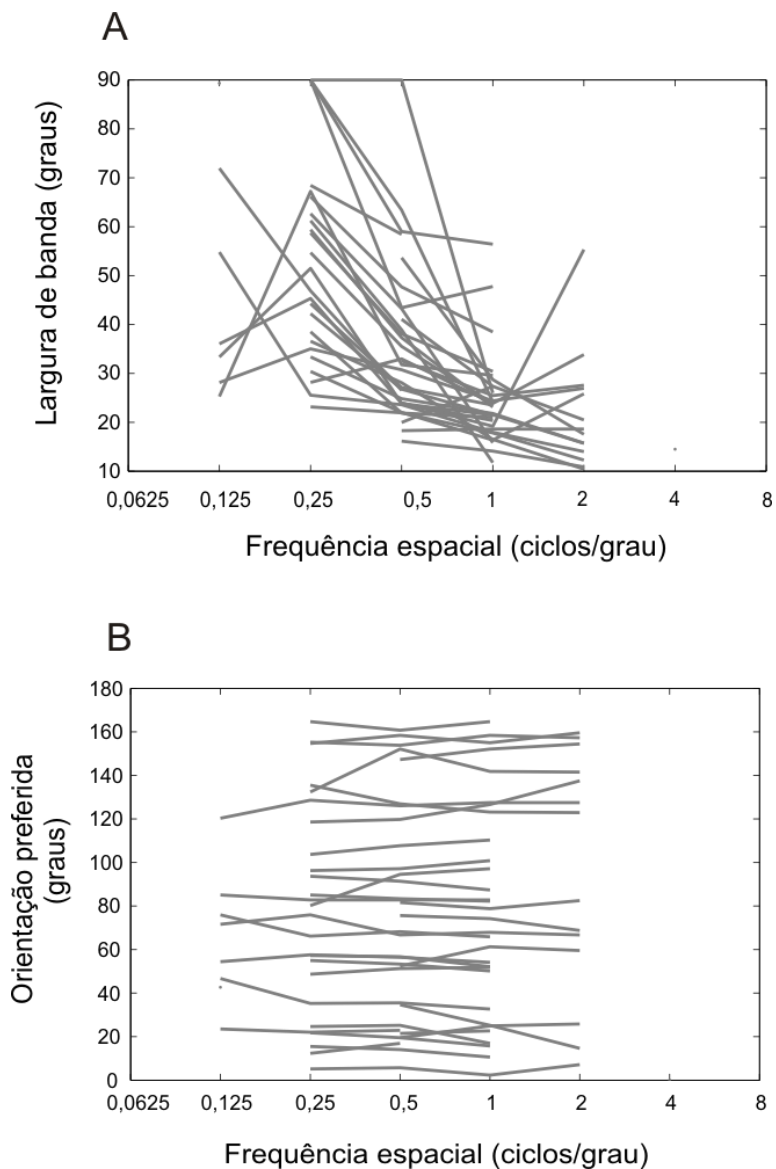 A
90
80
70
60
50
40
30
20
10
Largura de banda (graus)
0,0625 0,125 0,25 0,5 1 2 4 8
Frequência espacial (ciclos/grau)
B
180
160
140
120
100
80
60
40
20
0
Orientação preferida
(graus)
0,0625 0,125 0,25 0,5 1 2 4 8
Frequência espacial (ciclos/grau)